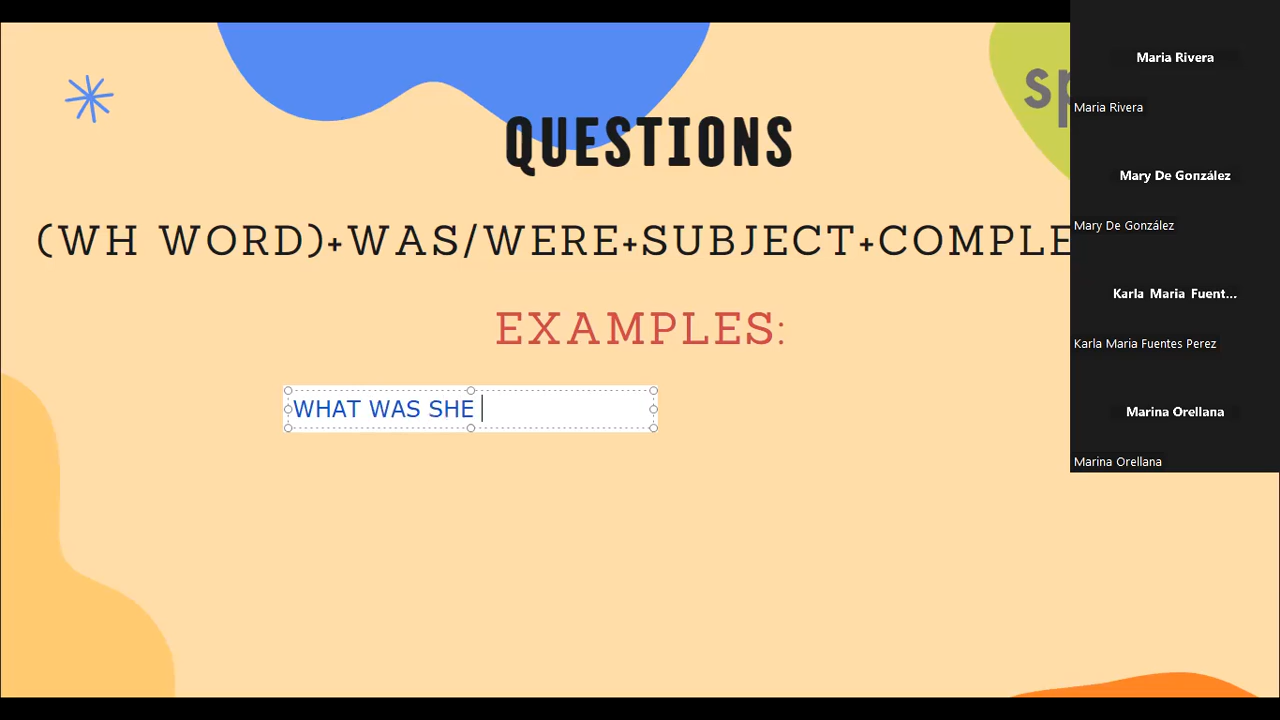 sp
QUESTIONS
(WH WORD)+WAS/WERE+SUBJECT+COMPLE
EXAMPLES:
WHAT WAS SHE
Maria Rivera
Maria Rivera
Mary De González
Mary De González
Karla Maria Fuent...
Karla Maria Fuentes Perez
Marina Orellana
Marina Orellana